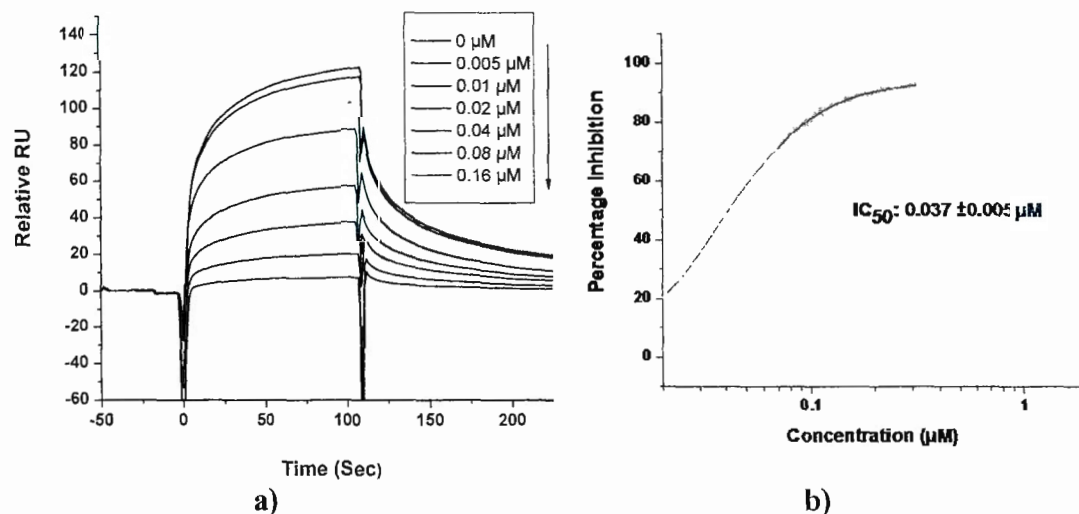 140
120
100
80
60
40
20
0
-20
-40
-60
Relative RU
-50 0 50 100 150 200
Time (Sec)
0 µM
0.005 µM
0.01 µM
0.02 µM
0.04 µM
0.08 µM
0.16 µM
a)
100
80
60
40
20
0
Percentage Inhibition
IC50: 0.037 ±0.005 µM
0.1 1
Concentration (µM)
b)